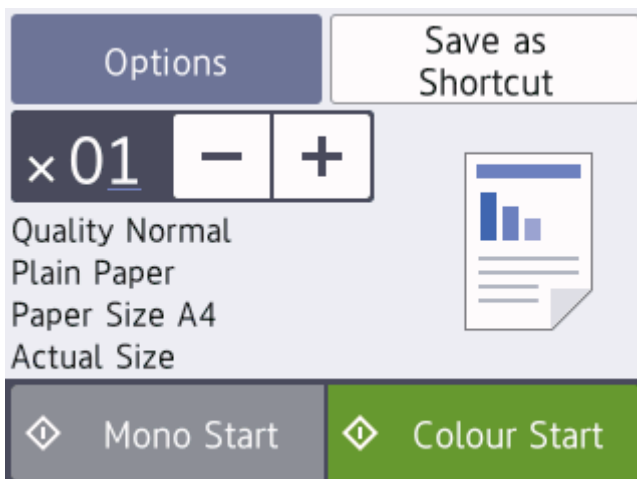 Options
Save as
Shortcut
×01
− +
Quality Normal
Plain Paper
Paper Size A4
Actual Size
Mono Start
Colour Start